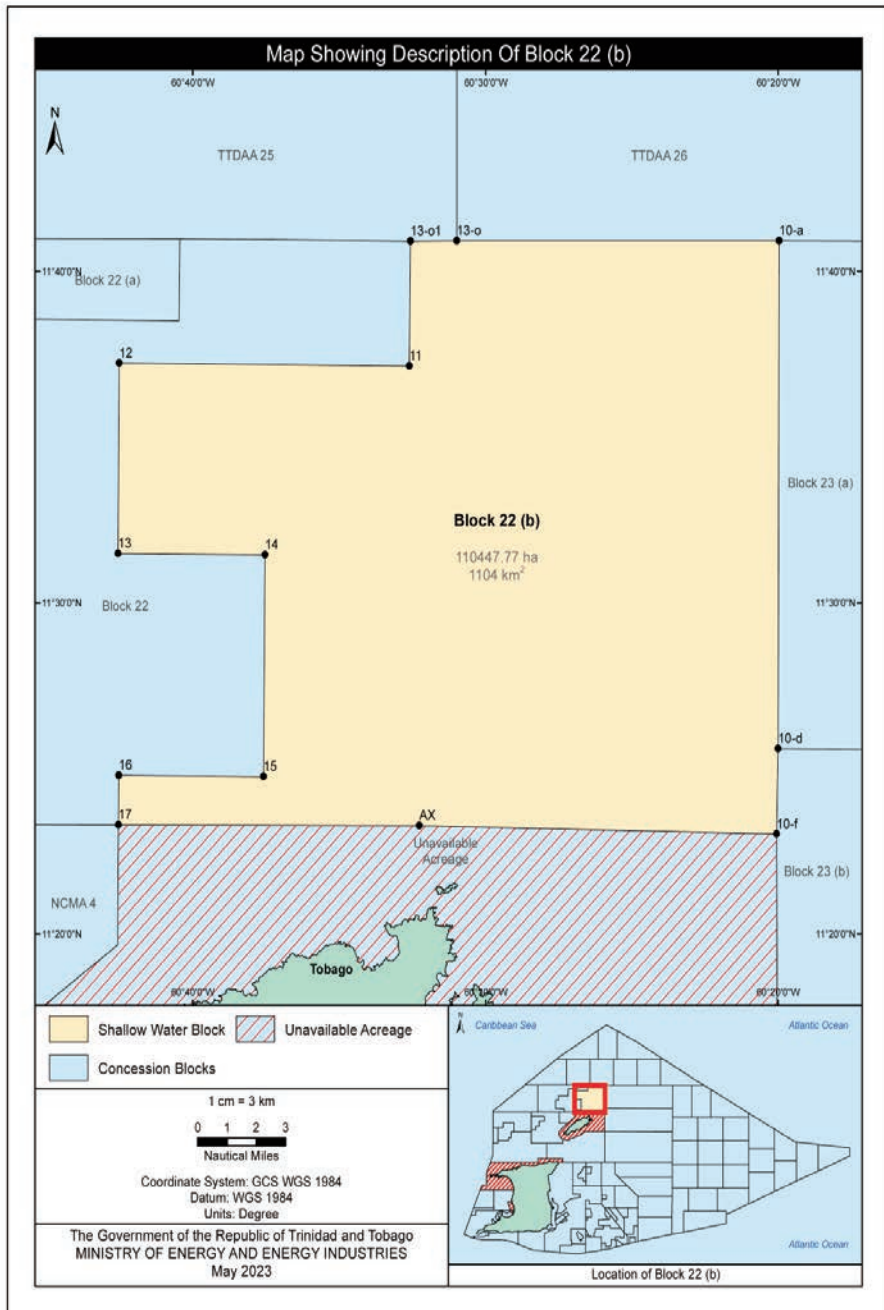 Map Showing Description Of Block 22 (b)
60°40'0"W
60°30'0"W
60°20'0"W
N
TTDAA 25
TTDAA 26
13-o1
13-o
10-a
11°40'0"N
11°40'0"N
Block 22 (a)
12
11
Block 23 (a)
Block 22 (b)
110447.77 ha
1104 km²
13
14
11°30'0"N
Block 22
11°30'0"N
10-d
16
15
17
AX
10-f
Unavailable
Acreage
Block 23 (b)
NCMA 4
11°20'0"N
11°20'0"N
Tobago
60°40'0"W
60°30'0"W
60°20'0"W
Shallow Water Block
Unavailable Acreage
Concession Blocks
1 cm = 3 km
0 1 2 3
Nautical Miles
Coordinate System: GCS WGS 1984
Datum: WGS 1984
Units: Degree
The Government of the Republic of Trinidad and Tobago
MINISTRY OF ENERGY AND ENERGY INDUSTRIES
May 2023
N
Caribbean Sea
Atlantic Ocean
Atlantic Ocean
Location of Block 22 (b)